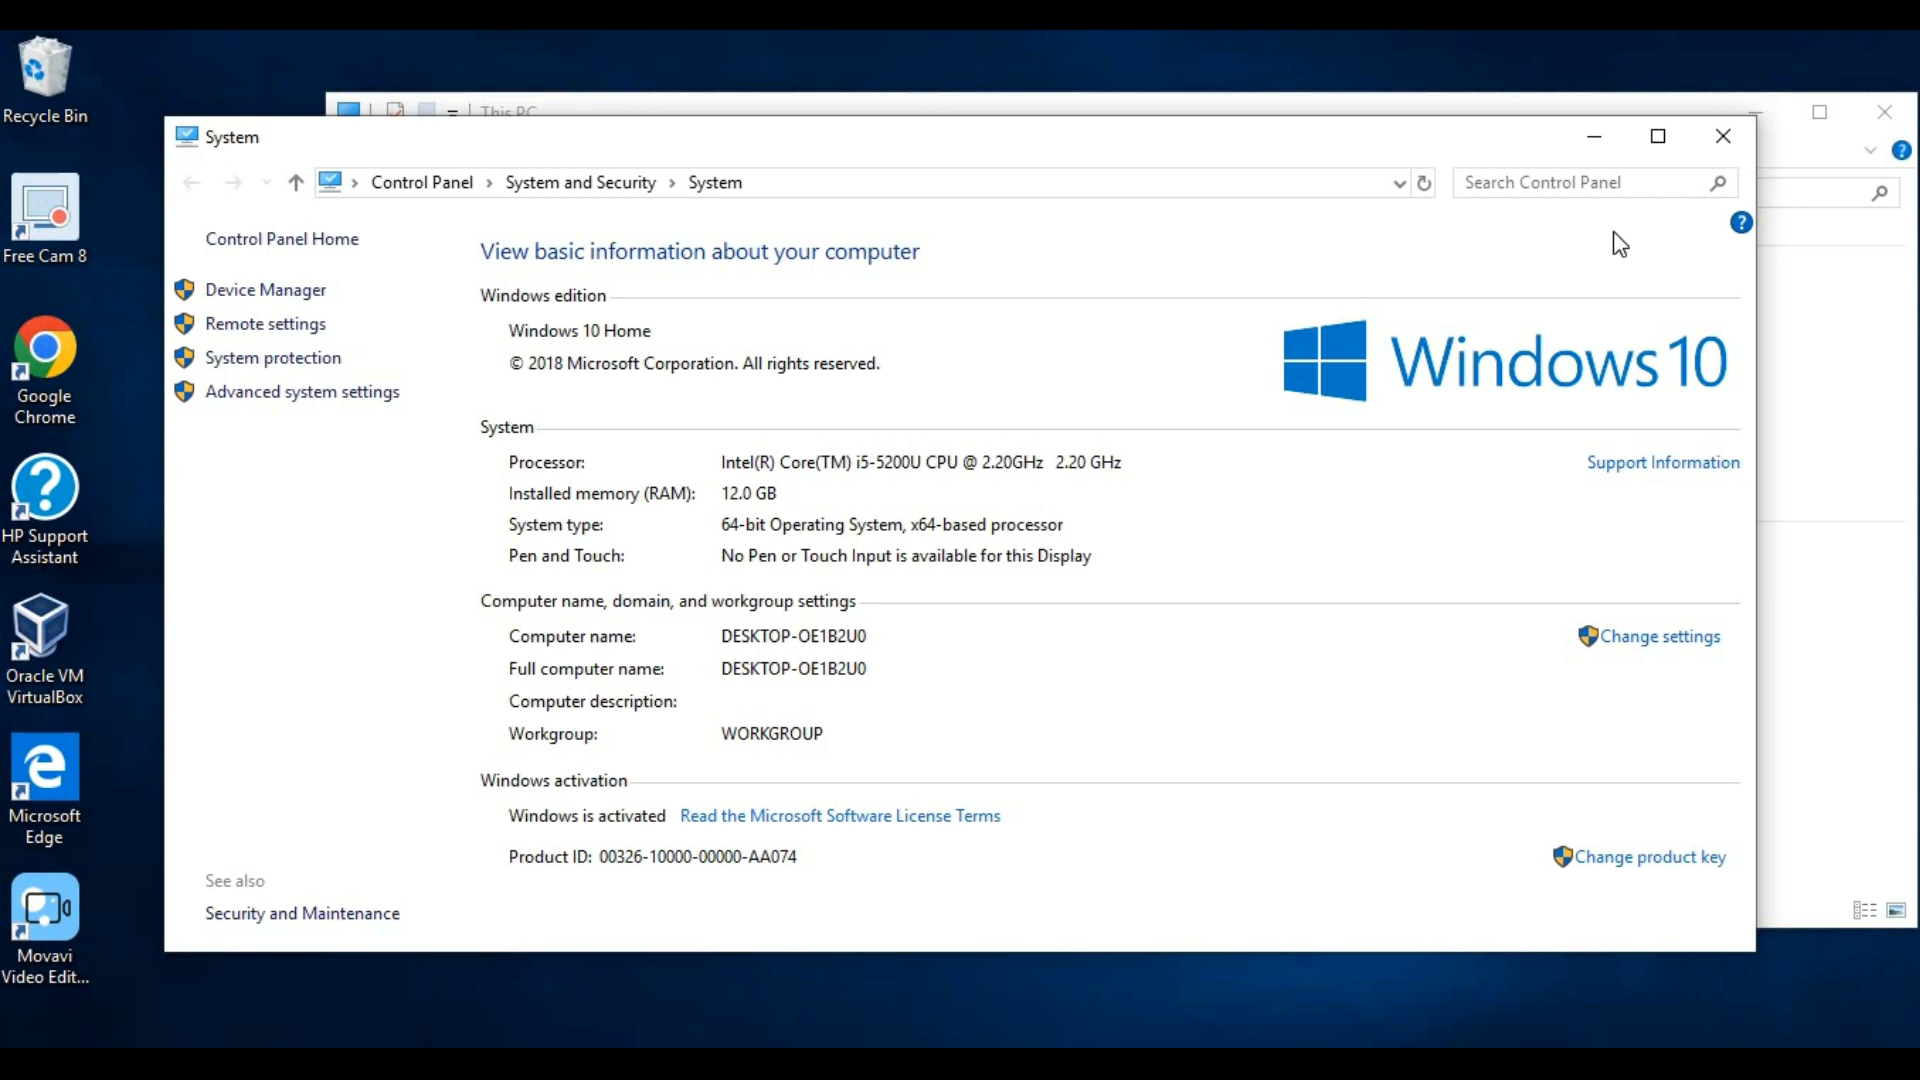 Recycle Bin
Free Cam 8
Google
Chrome
HP Support
Assistant
Oracle VM
VirtualBox
Microsoft
Edge
Movavi
Video Edit...
This PC
System
Control Panel > System and Security > System
Search Control Panel
Control Panel Home
Device Manager
Remote settings
System protection
Advanced system settings
See also
Security and Maintenance
View basic information about your computer
Windows edition
Windows 10 Home
© 2018 Microsoft Corporation. All rights reserved.
Windows 10
System
Processor: Intel(R) Core(TM) i5-5200U CPU @ 2.20GHz 2.20 GHz
Support Information
Installed memory (RAM): 12.0 GB
System type: 64-bit Operating System, x64-based processor
Pen and Touch: No Pen or Touch Input is available for this Display
Computer name, domain, and workgroup settings
Computer name: DESKTOP-OE1B2U0
Change settings
Full computer name: DESKTOP-OE1B2U0
Computer description:
Workgroup: WORKGROUP
Windows activation
Windows is activated Read the Microsoft Software License Terms
Product ID: 00326-10000-00000-AA074
Change product key